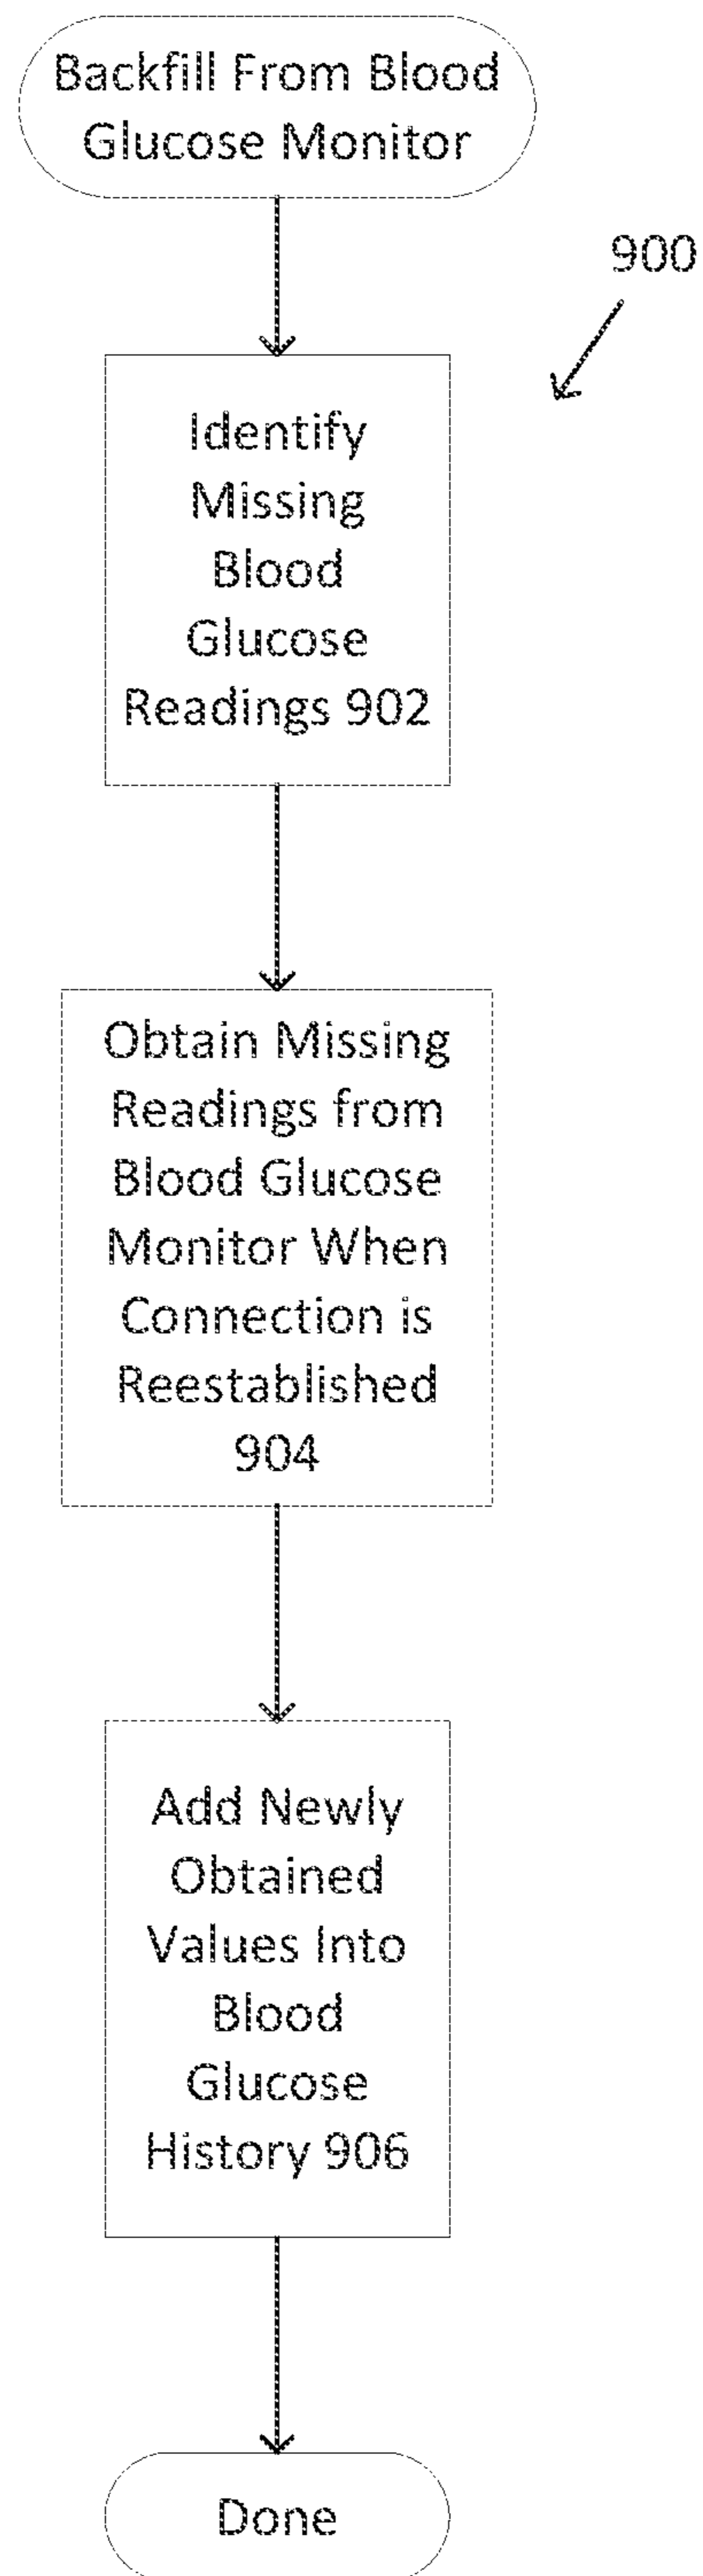 Backfill From Blood
Glucose Monitor
900
Identify
Missing
Blood
Glucose
Readings 902
Obtain Missing
Readings from
Blood Glucose
Monitor When
Connection is
Reestablished
904
Add Newly
Obtained
Values Into
Blood
Glucose
History 906
Done